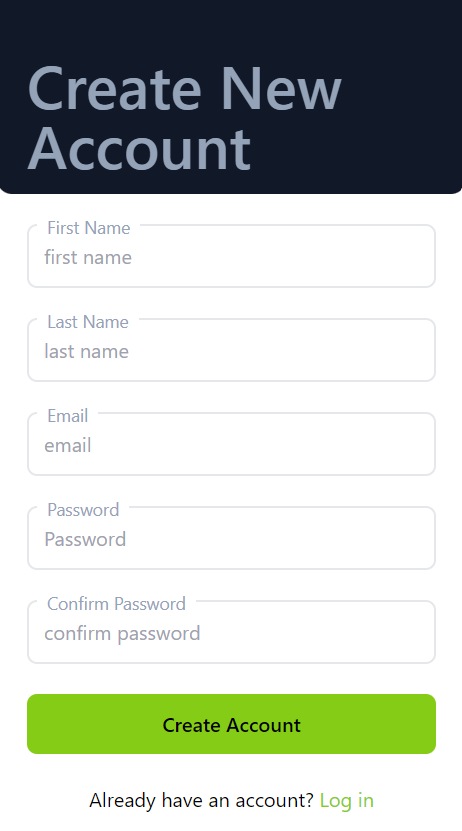 Create New
Account
First Name
first name
Last Name
last name
Email
email
Password
Password
Confirm Password
confirm password
Create Account
Already have an account? Log in